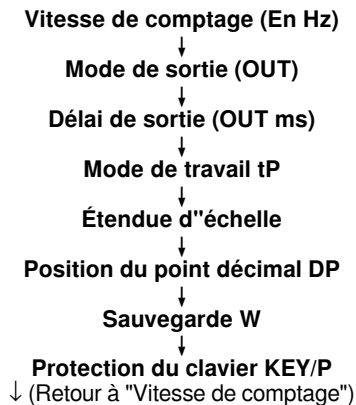 Vitesse de comptage (En Hz)
↓
Mode de sortie (OUT)
↓
Délai de sortie (OUT ms)
↓
Mode de travail tP
↓
Étendue d"échelle
↓
Position du point décimal DP
↓
Sauvegarde W
↓
Protection du clavier KEY/P
↓ (Retour à "Vitesse de comptage")